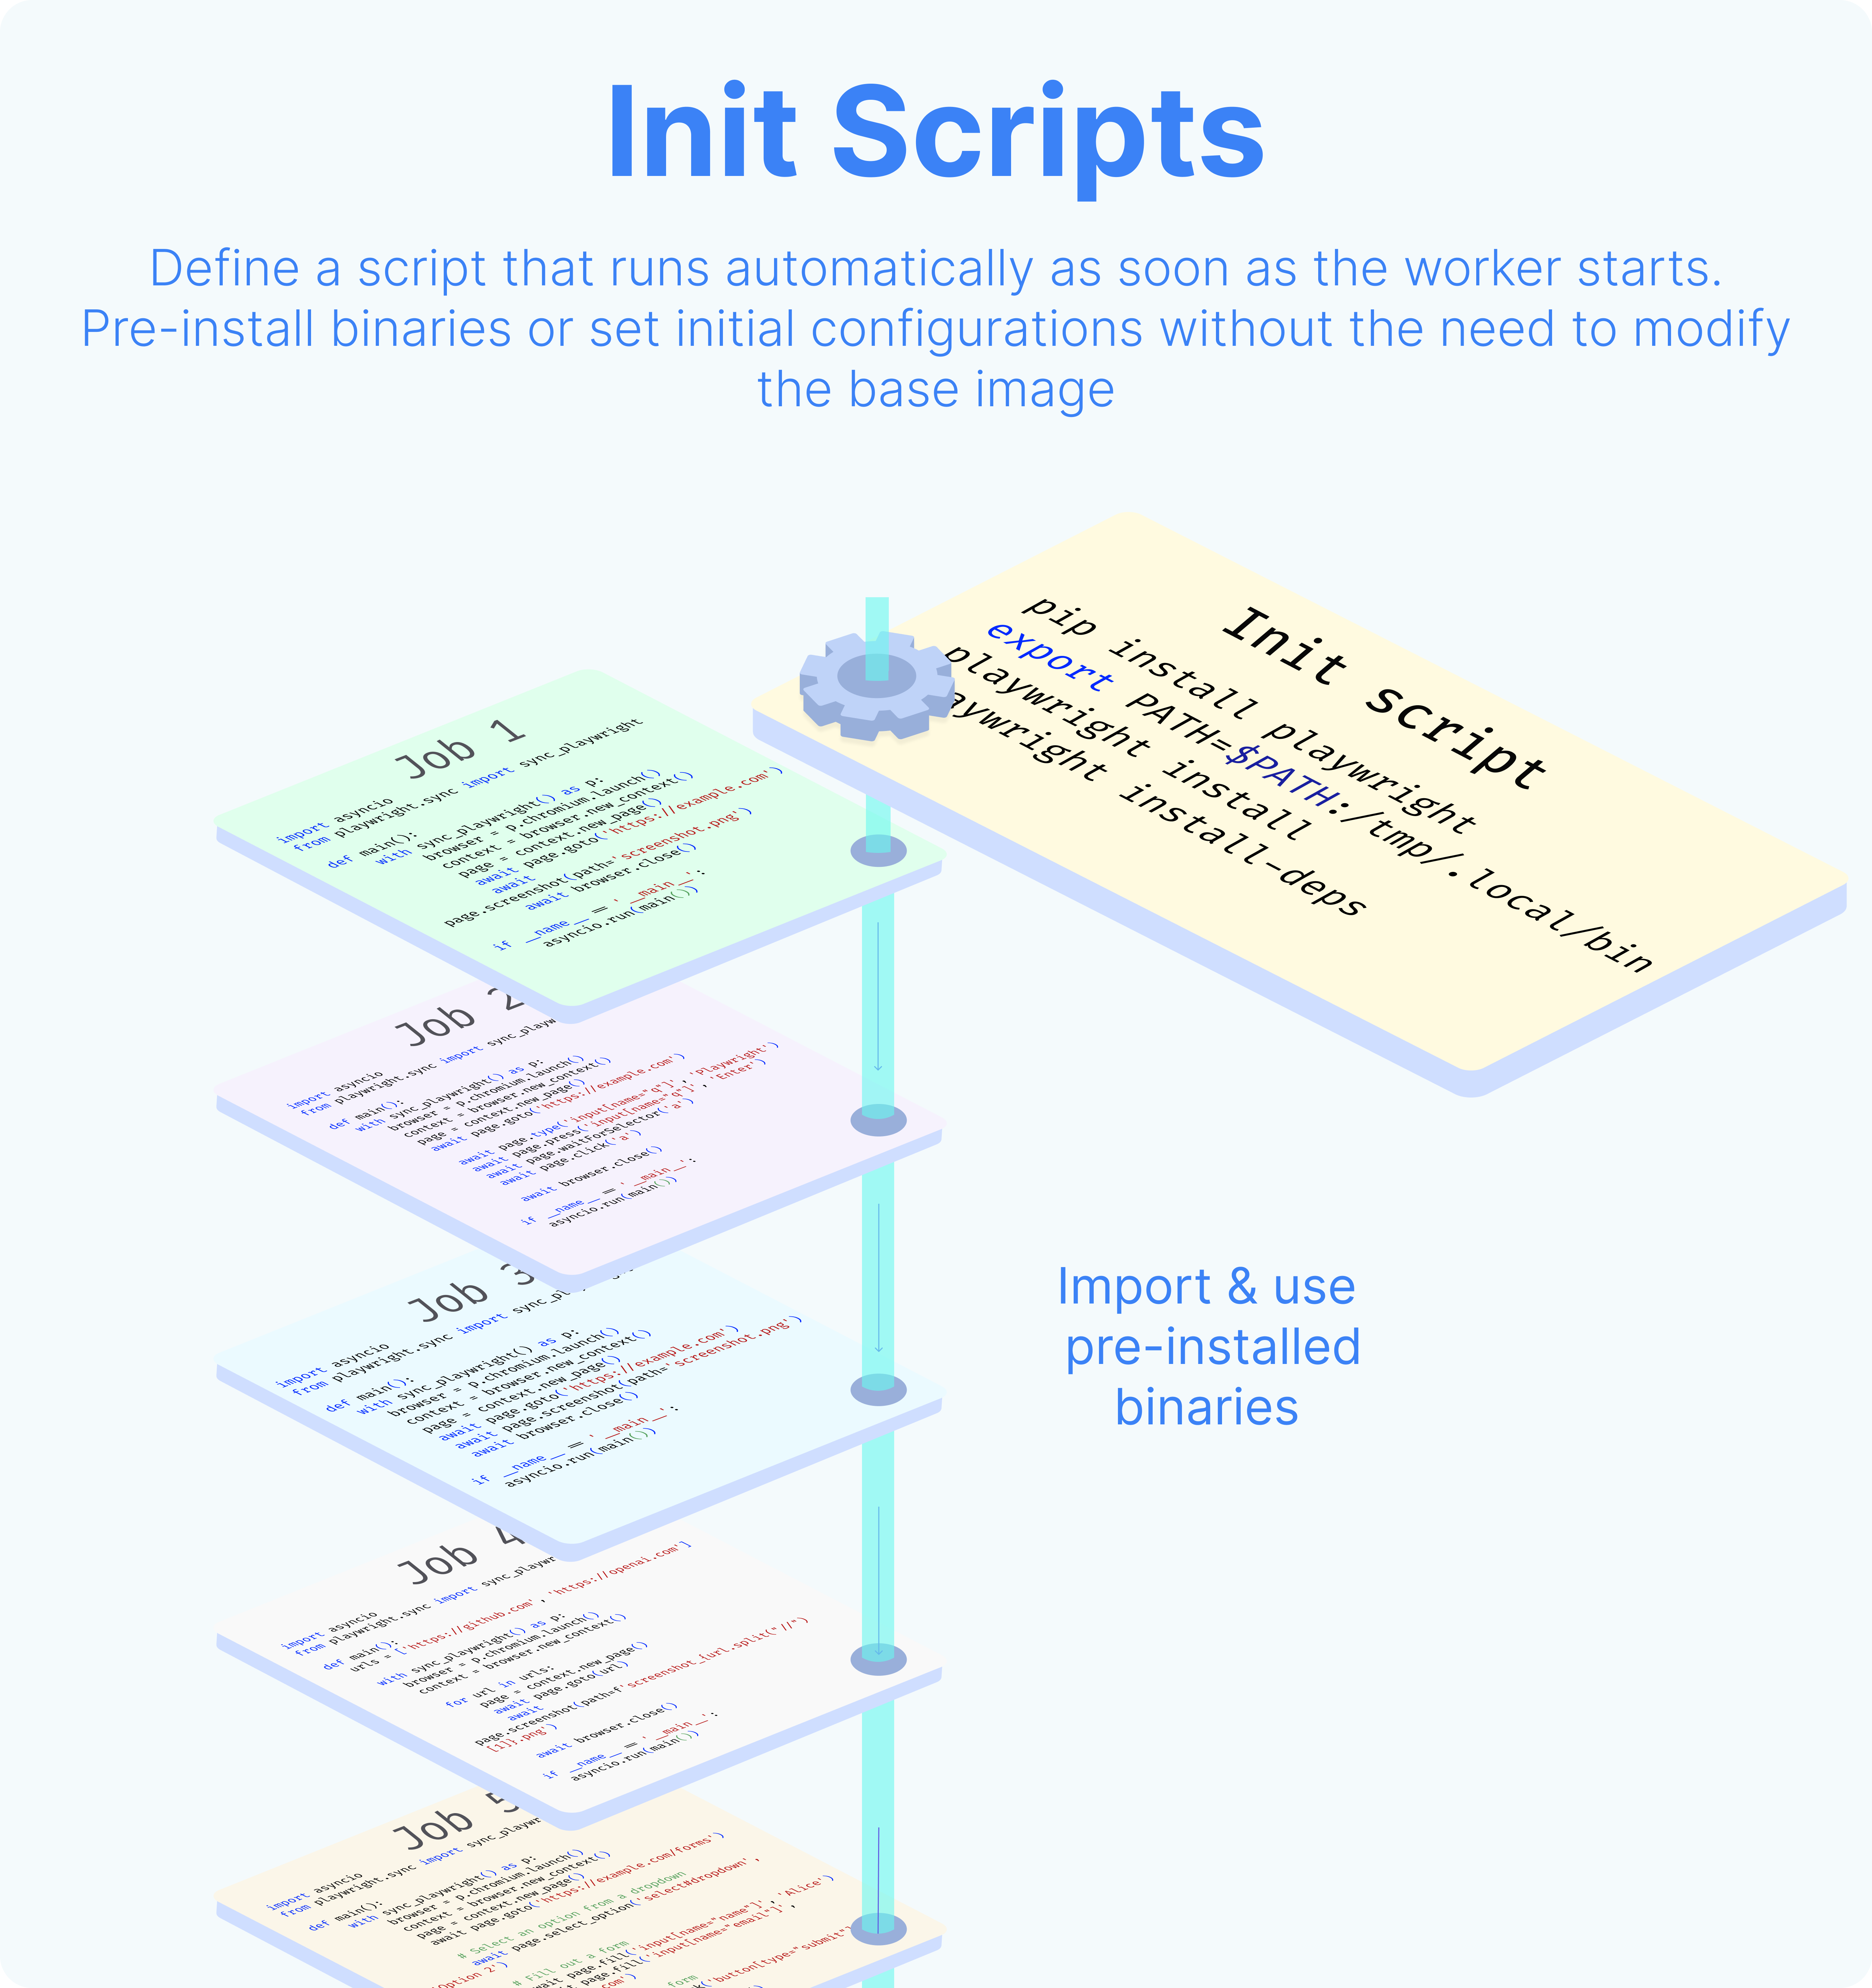 Init Scripts
Define a script that runs automatically as soon as the worker starts.
Pre-install binaries or set initial configurations without the need to modify
the base image
Init script
pip install playwright
export PATH=$PATH:/tmp/.local/bin
playwright install
aywright install-deps
Job 1
import asyncio
from playwright.sync import sync_playwright
def main():
with sync_playwright() as p:
browser = p.chromium.launch()
context = browser.new_context()
page = context.new_page()
await page.goto('https://example.com')
await
page.screenshot(path='screenshot.png')
await browser.close()
if __name__ == '__main__':
asyncio.run(main())
Job 2
import asyncio
from playwright.sync import sync_playw
def main():
with sync_playwright() as p:
browser = p.chromium.launch()
context = browser.new_context()
page = context.new_page()
await page.goto('https://example.com')
await page.type('input[name="q"]', 'Playwright')
await page.press('input[name="q"]', 'Enter')
await page.waitForSelector('a')
await page.click('a')
await browser.close()
if __name__ == '__main__':
asyncio.run(main())
Job 3
import asyncio
from playwright.sync import sync_pl
def main():
with sync_playwright() as p:
browser = p.chromium.launch()
context = browser.new_context()
page = context.new_page()
await page.goto('https://example.com')
await page.screenshot(path='screenshot.png')
await browser.close()
if __name__ == '__main__':
asyncio.run(main())
Import & use
pre-installed
binaries
Job 4
import asyncio
from playwright.sync import sync_playwr
def main():
urls = ['https://github.com', 'https://openai.com']
with sync_playwright() as p:
browser = p.chromium.launch()
context = browser.new_context()
for url in urls:
page = context.new_page()
await page.goto(url)
await
page.screenshot(path=f'screenshot_{url.split("//")
[1]}.png')
await browser.close()
if __name__ == '__main__':
asyncio.run(main())
Job 5
import asyncio
from playwright.sync import sync_playwr
def main():
with sync_playwright() as p:
browser = p.chromium.launch()
context = browser.new_context()
page = context.new_page()
await page.goto('https://example.com/forms')
# Select an option from a dropdown
await page.select_option('select#dropdown',
'Option 2')
# Fill out a form
await page.fill('input[name="name"]', 'Alice')
page.fill('input[name="email"]',
form
'button[type="submit"]